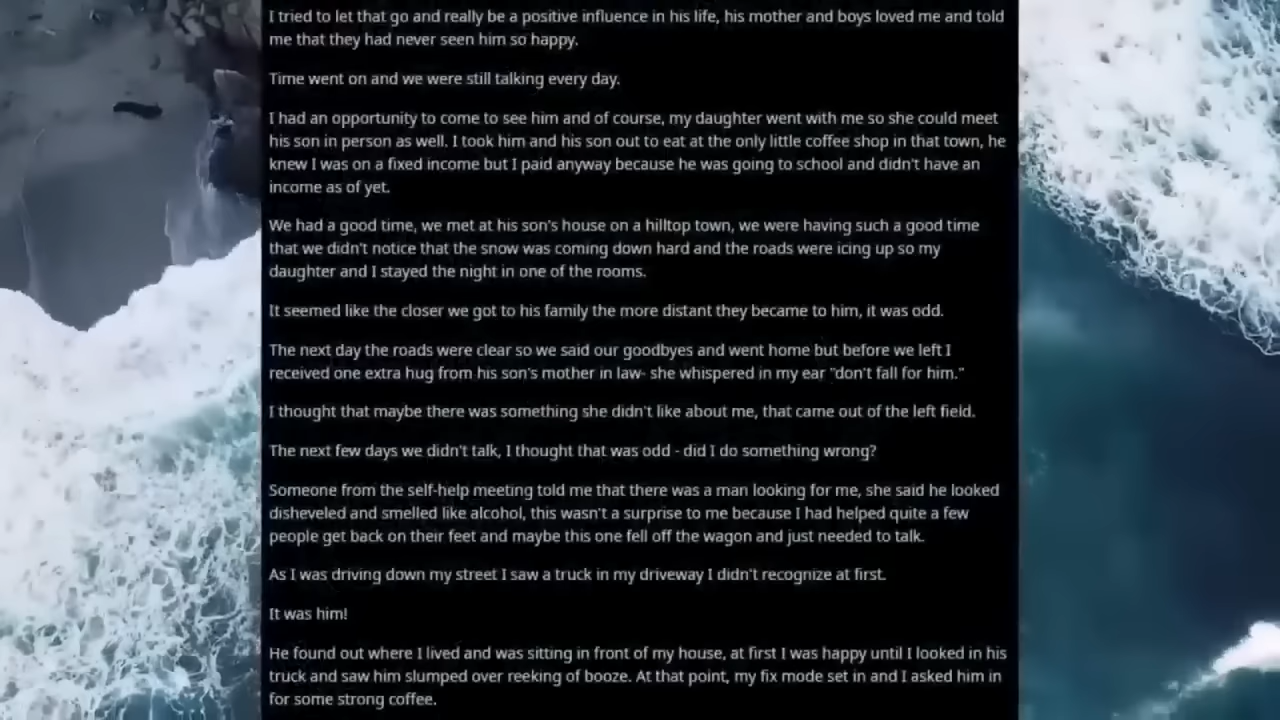 I tried to let that go and really be a positive influence in his life, his mother and boys loved me and told
me that they had never seen him so happy.
Time went on and we were still talking every day.
I had an opportunity to come to see him and of course, my daughter went with me so she could meet
his son in person as well. I took him and his son out to eat at the only little coffee shop in that town, he
knew I was on a fixed income but I paid anyway because he was going to school and didn't have an
income as of yet.
We had a good time, we met at his son's house on a hilltop town, we were having such a good time
that we didn't notice that the snow was coming down hard and the roads were icing up so my
daughter and I stayed the night in one of the rooms.
It seemed like the closer we got to his family the more distant they became to him, it was odd.
The next day the roads were clear so we said our goodbyes and went home but before we left I
received one extra hug from his son's mother in law- she whispered in my ear "don't fall for him."
I thought that maybe there was something she didn't like about me, that came out of the left field.
The next few days we didn't talk, I thought that was odd - did I do something wrong?
Someone from the self-help meeting told me that there was a man looking for me, she said he looked
disheveled and smelled like alcohol, this wasn't a surprise to me because I had helped quite a few
people get back on their feet and maybe this one fell off the wagon and just needed to talk.
As I was driving down my street I saw a truck in my driveway I didn't recognize at first.
It was him!
He found out where I lived and was sitting in front of my house, at first I was happy until I looked in his
truck and saw him slumped over reeking of booze. At that point, my fix mode set in and I asked him in
for some strong coffee.